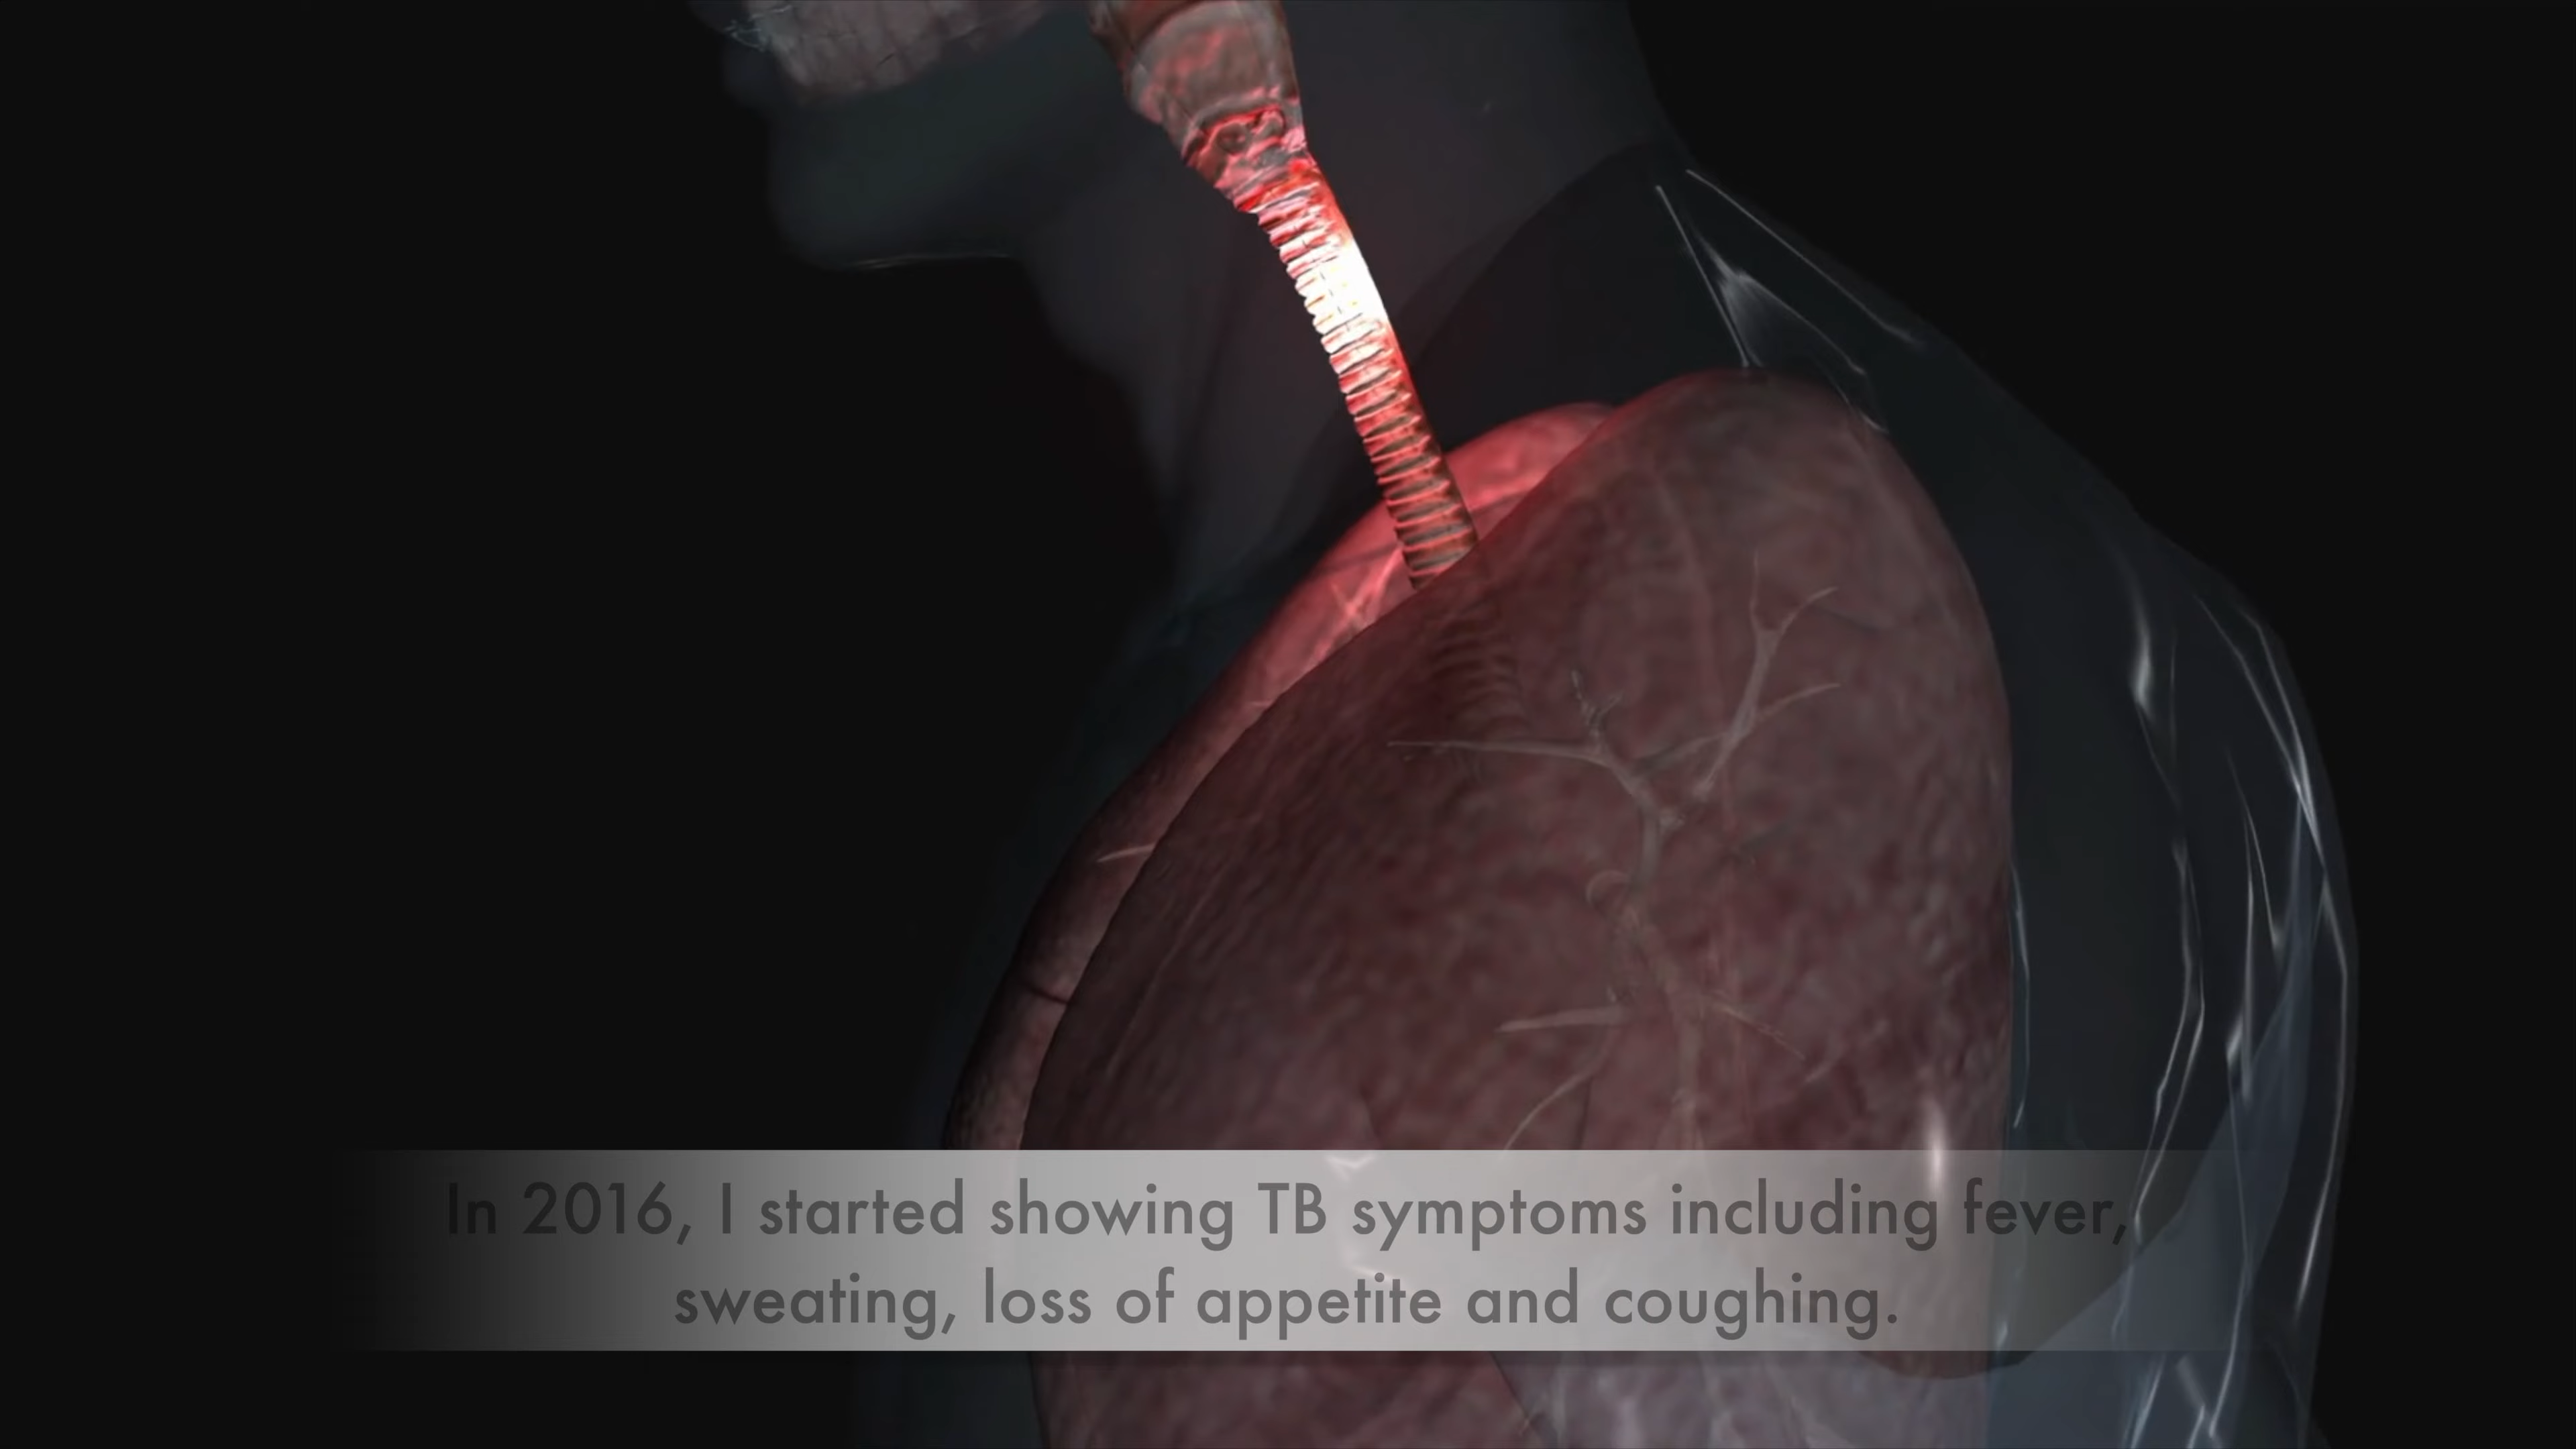 In 2016, I started showing TB symptoms including fever,
sweating, loss of appetite and coughing.